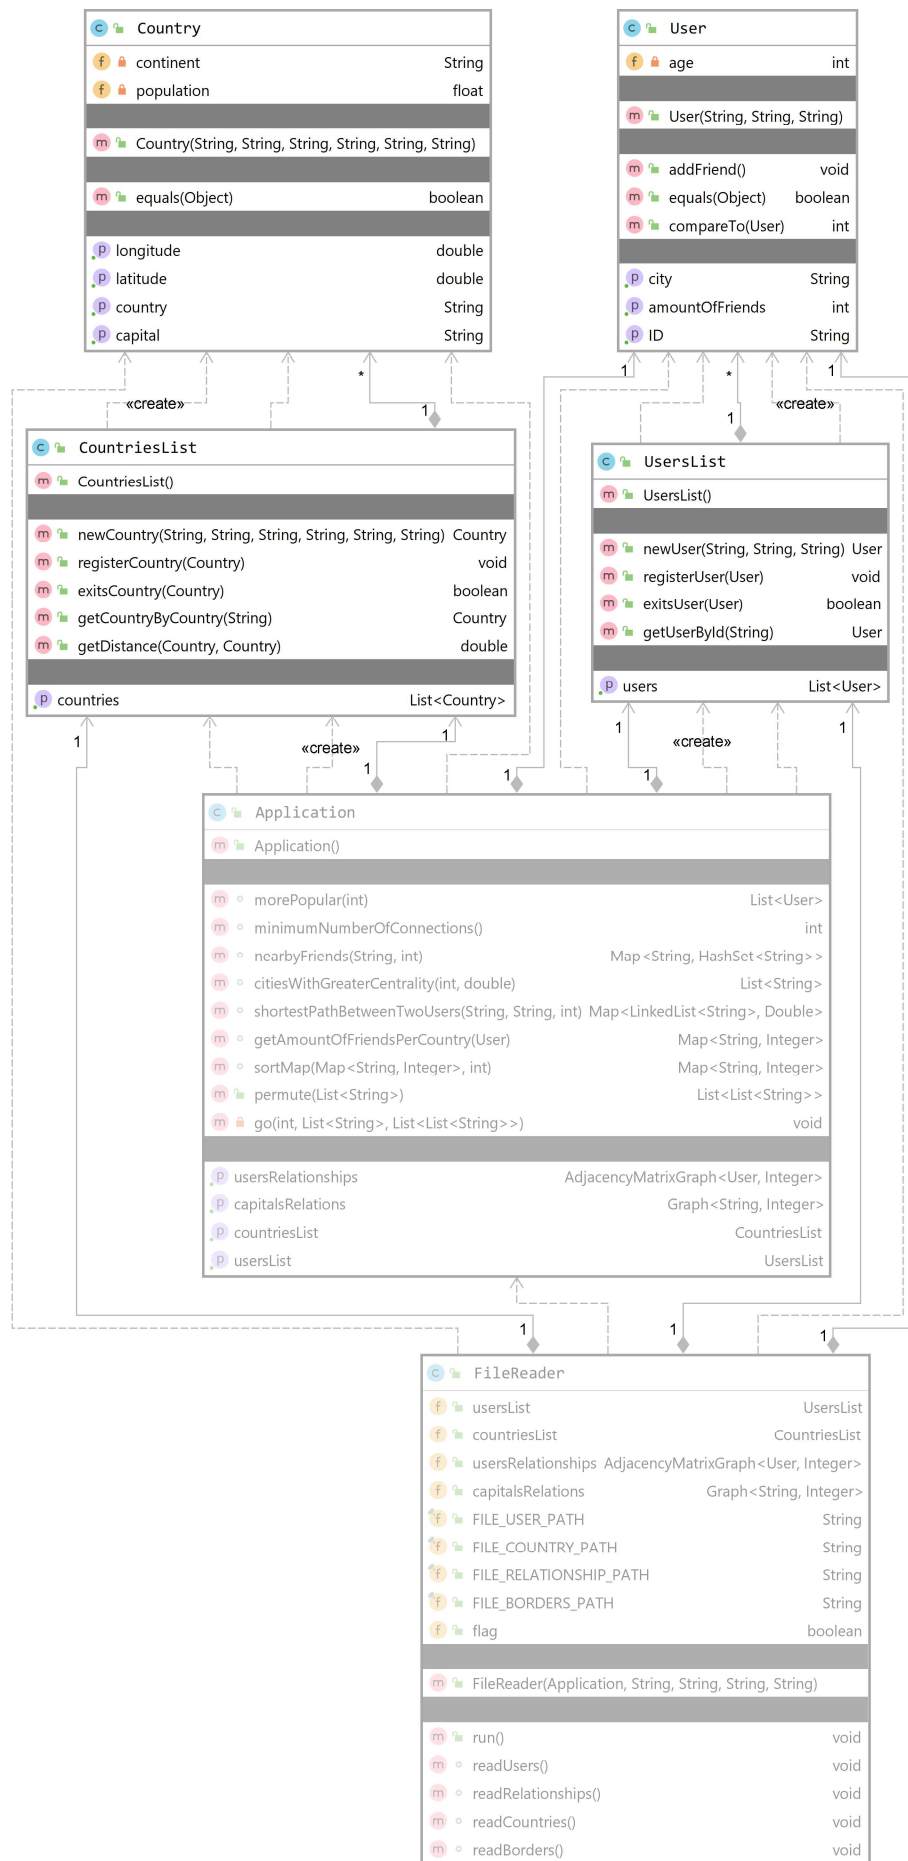 Country
continent String
population float
Country(String, String, String, String, String, String)
equals(Object) boolean
longitude double
latitude double
country String
capital String
User
age int
User(String, String, String)
addFriend() void
equals(Object) boolean
compareTo(User) int
city String
amountOfFriends int
ID String
«create»
*
1
1
*
1
1
«create»
CountriesList
CountriesList()
newCountry(String, String, String, String, String, String) Country
registerCountry(Country) void
exitsCountry(Country) boolean
getCountryByCountry(String) Country
getDistance(Country, Country) double
countries List<Country>
UsersList
UsersList()
newUser(String, String, String) User
registerUser(User) void
exitsUser(User) boolean
getUserById(String) User
users List<User>
1
«create»
1
1
1
1
1
«create»
1
Application
Application()
morePopular(int) List<User>
minimumNumberOfConnections() int
nearbyFriends(String, int) Map<String, HashSet<String>>
citiesWithGreaterCentrality(int, double) List<String>
shortestPathBetweenTwoUsers(String, String, int) Map<LinkedList<String>, Double>
getAmountOfFriendsPerCountry(User) Map<String, Integer>
sortMap(Map<String, Integer>, int) Map<String, Integer>
permute(List<String>) List<List<String>>
go(int, List<String>, List<List<String>>) void
usersRelationships AdjacencyMatrixGraph<User, Integer>
capitalsRelations Graph<String, Integer>
countriesList CountriesList
usersList UsersList
1
1
1
FileReader
usersList UsersList
countriesList CountriesList
usersRelationships AdjacencyMatrixGraph<User, Integer>
capitalsRelations Graph<String, Integer>
FILE_USER_PATH String
FILE_COUNTRY_PATH String
FILE_RELATIONSHIP_PATH String
FILE_BORDERS_PATH String
flag boolean
FileReader(Application, String, String, String, String)
run() void
readUsers() void
readRelationships() void
readCountries() void
readBorders() void